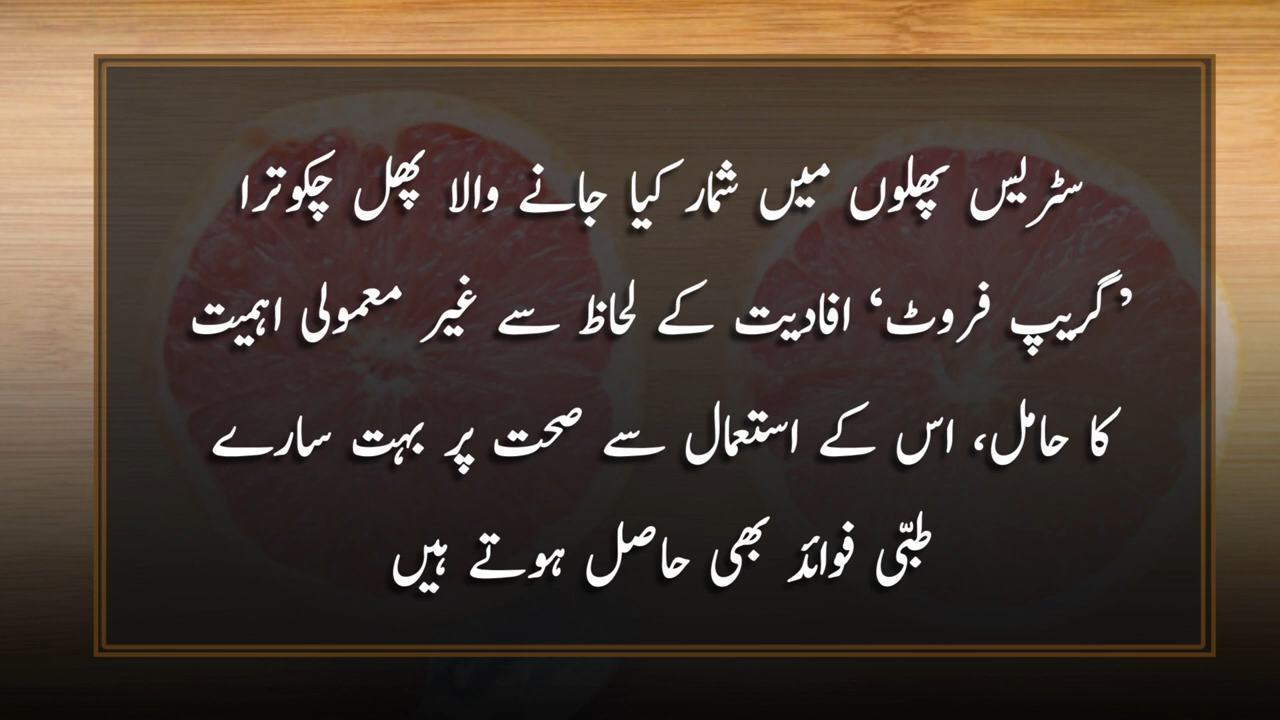 سٹریس پھلوں میں شمار کیا جانے والا پھل چکوترا
’گریپ فروٹ‘ افادیت کے لحاظ سے غیر معمولی اہمیت
کا حامل، اس کے استعمال سے صحت پر بہت سارے
طبّی فوائد بھی حاصل ہوتے ہیں